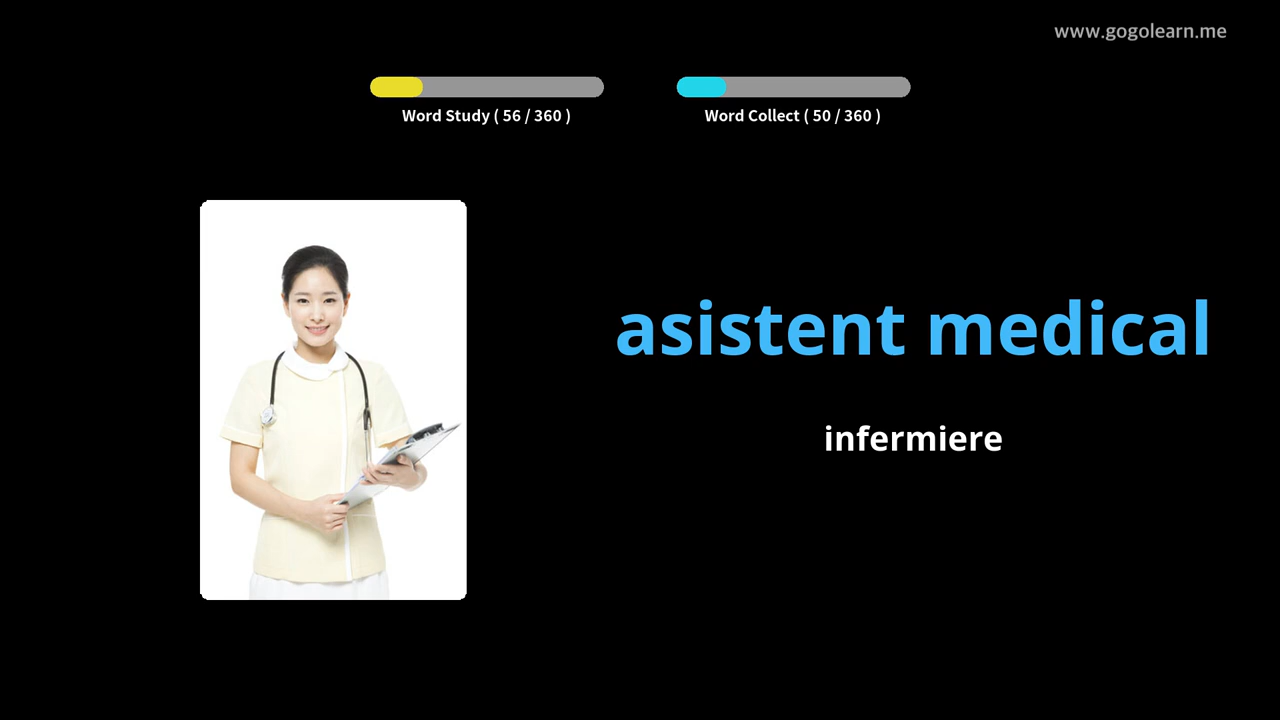 www.gogolearn.me
Word Study ( 56 / 360 )
Word Collect ( 50 / 360 )
asistent medical
infermiere